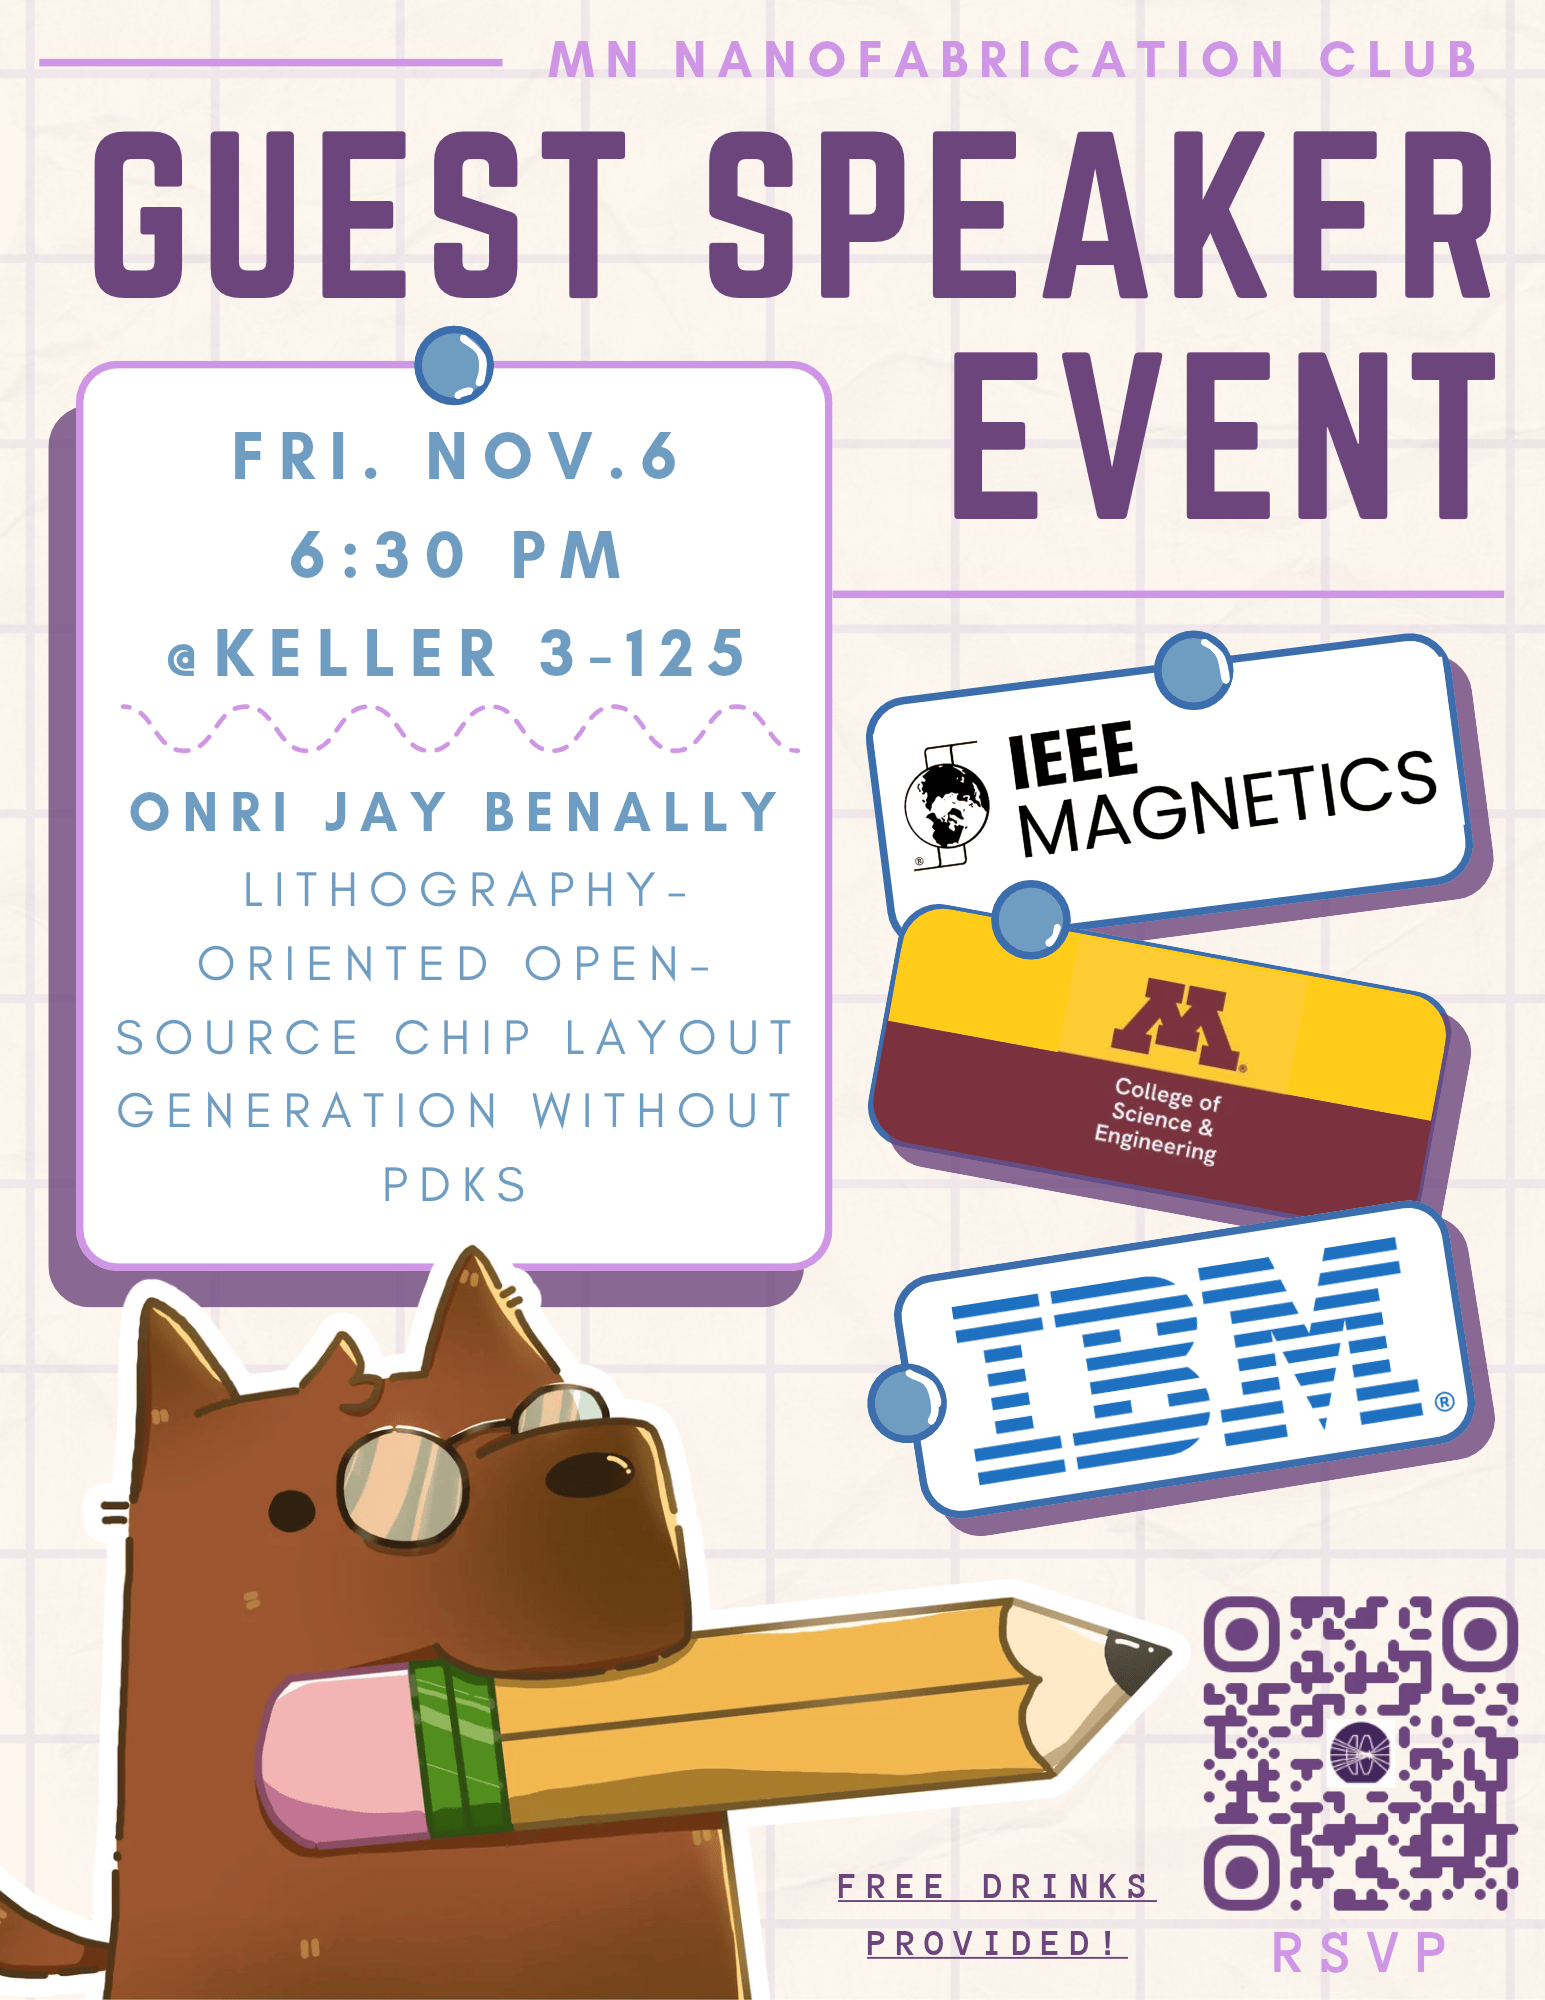 MN NANOFABRICATION CLUB
GUEST SPEAKER
EVENT
FRI. NOV.6
6:30 PM
@KELLER 3-125
ONRI JAY BENALLY
LITHOGRAPHY-
ORIENTED OPEN-
SOURCE CHIP LAYOUT
GENERATION WITHOUT
PDKS
IEEE
MAGNETICS
®
M®
College of
Science &
Engineering
IBM®
FREE DRINKS
PROVIDED!
RSVP